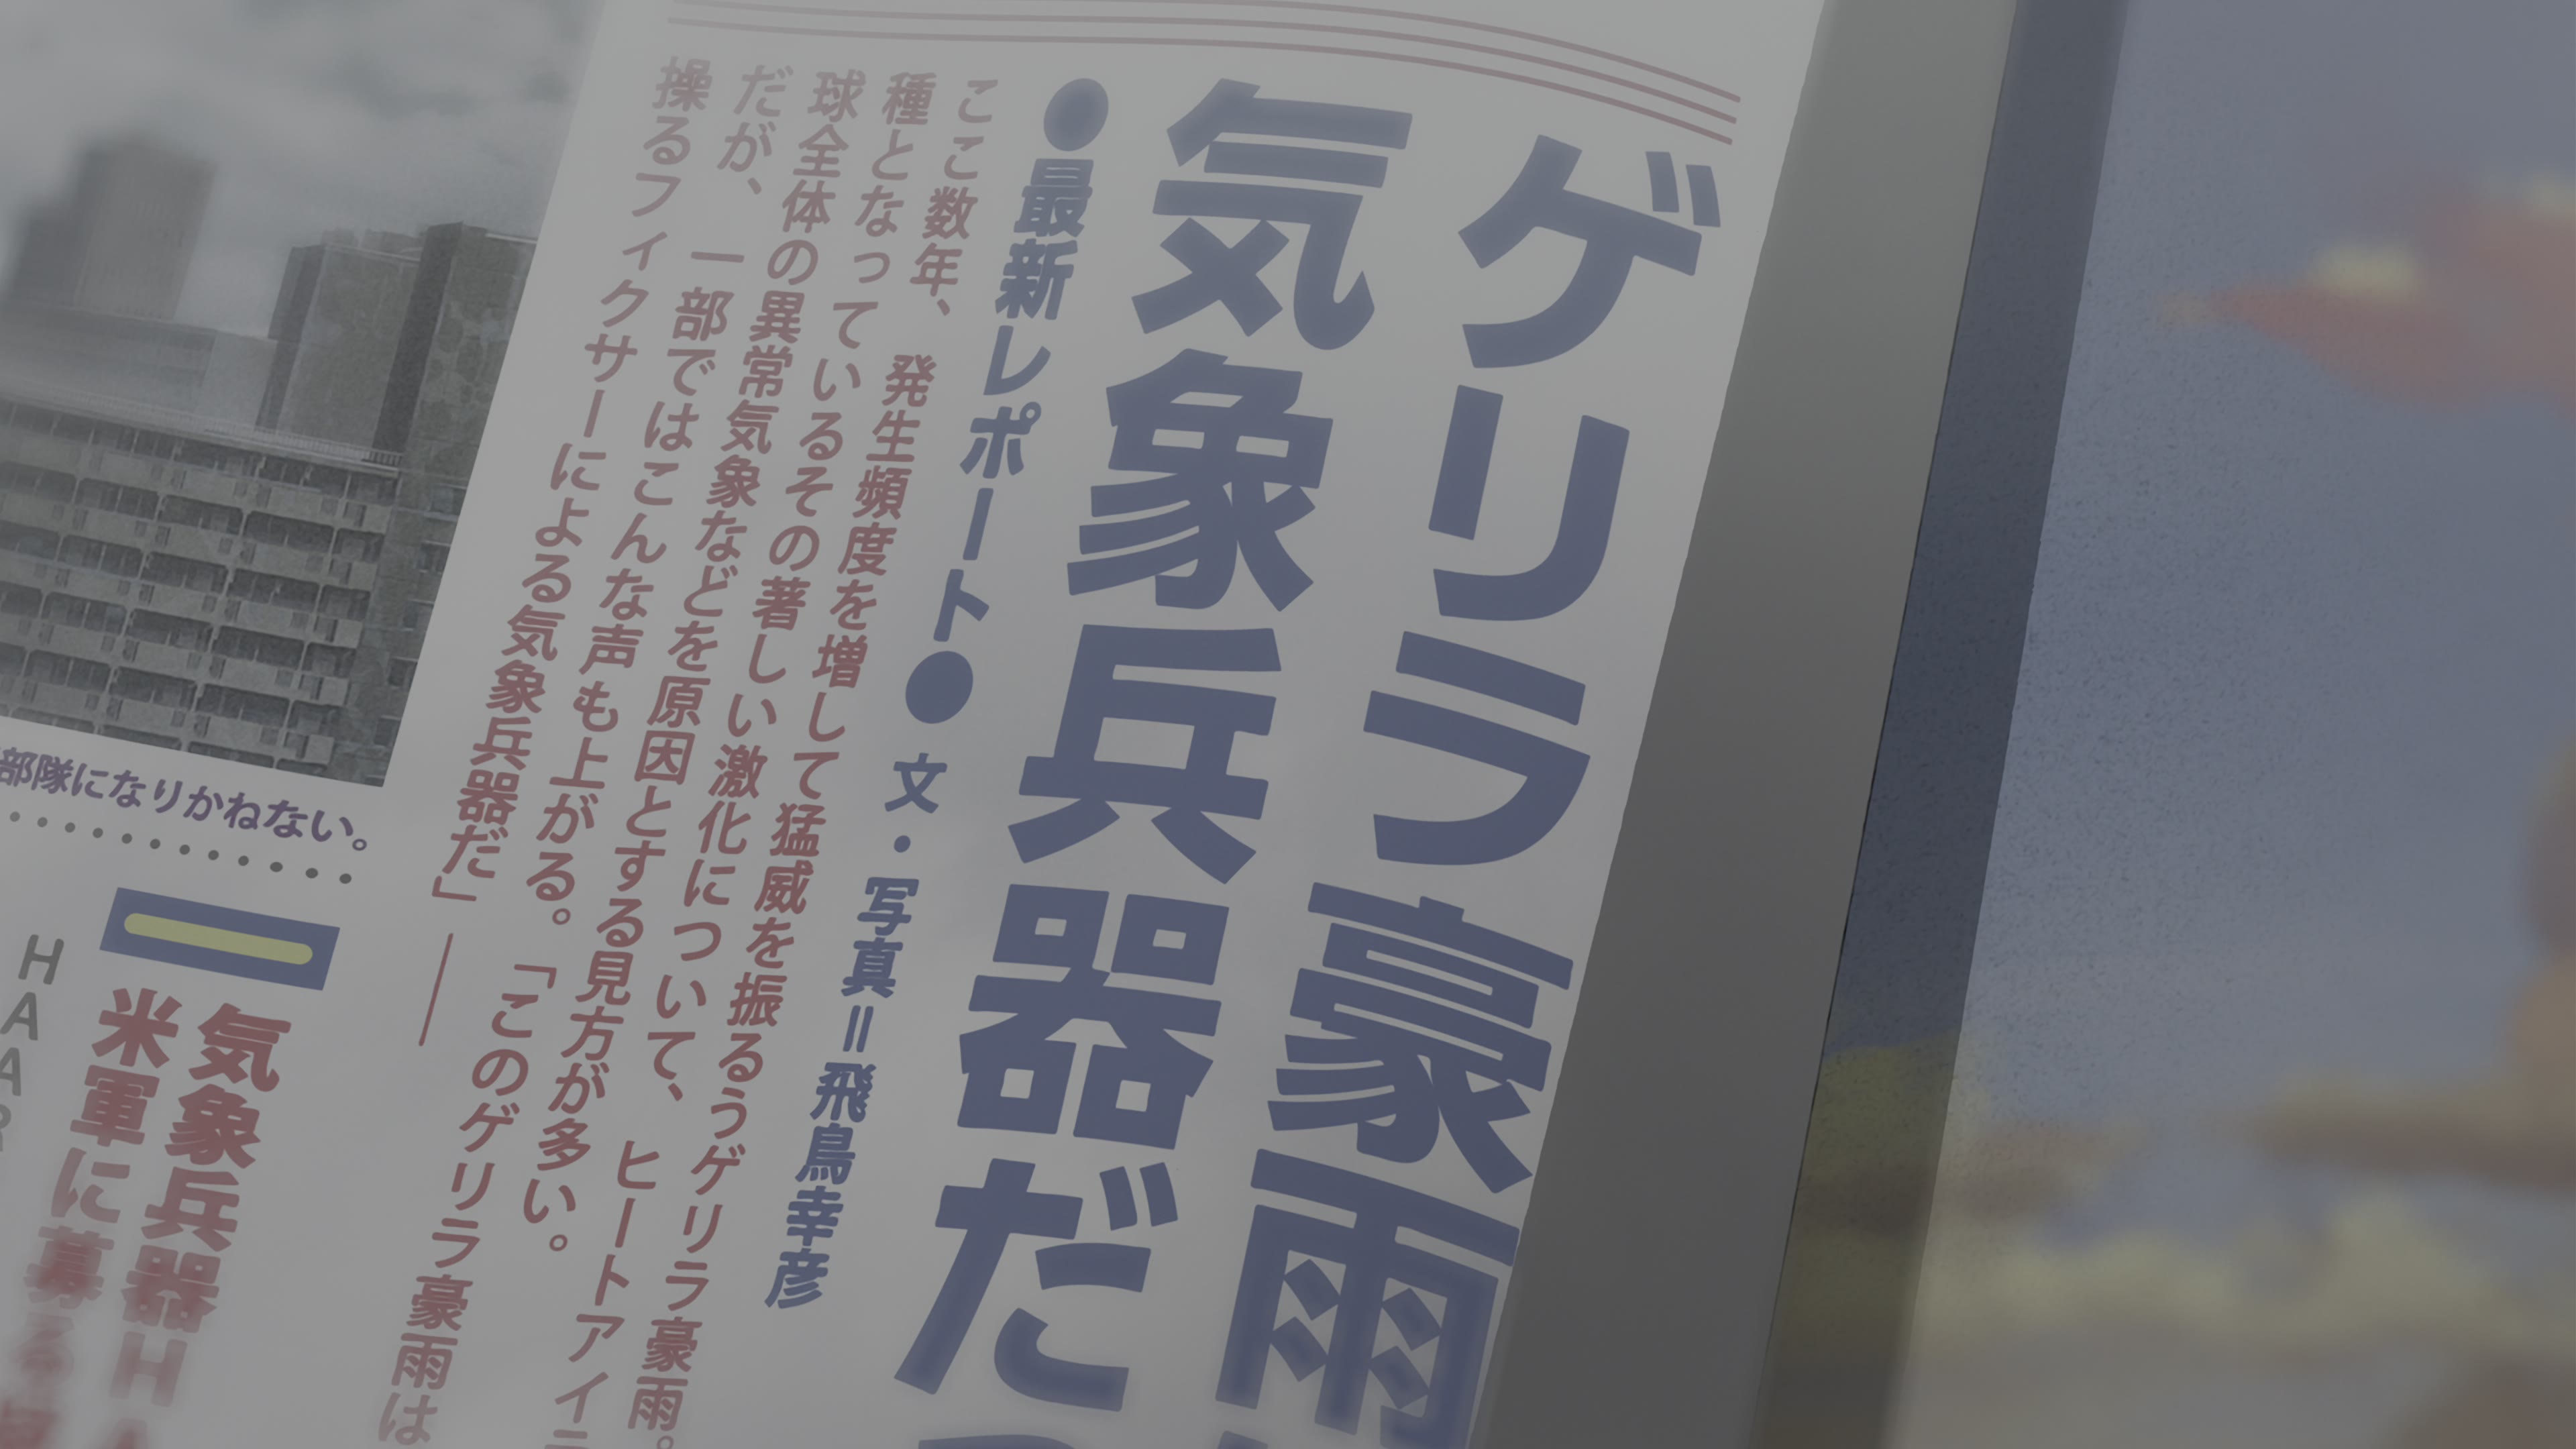 ゲリラ豪雨
気象兵器だ
●最新レポート● 文・写真＝飛鳥幸彦
ここ数年、発生頻度を増して猛威を振るうゲリラ豪雨。
種となっているその著しい激化について、ヒートアイラ
球全体の異常気象などを原因とする見方が多い。
だが、一部ではこんな声も上がる。「このゲリラ豪雨は
操るフィクサーによる気象兵器だ」――
部隊になりかねない。
気象兵器HA
米軍に募る
HAAR